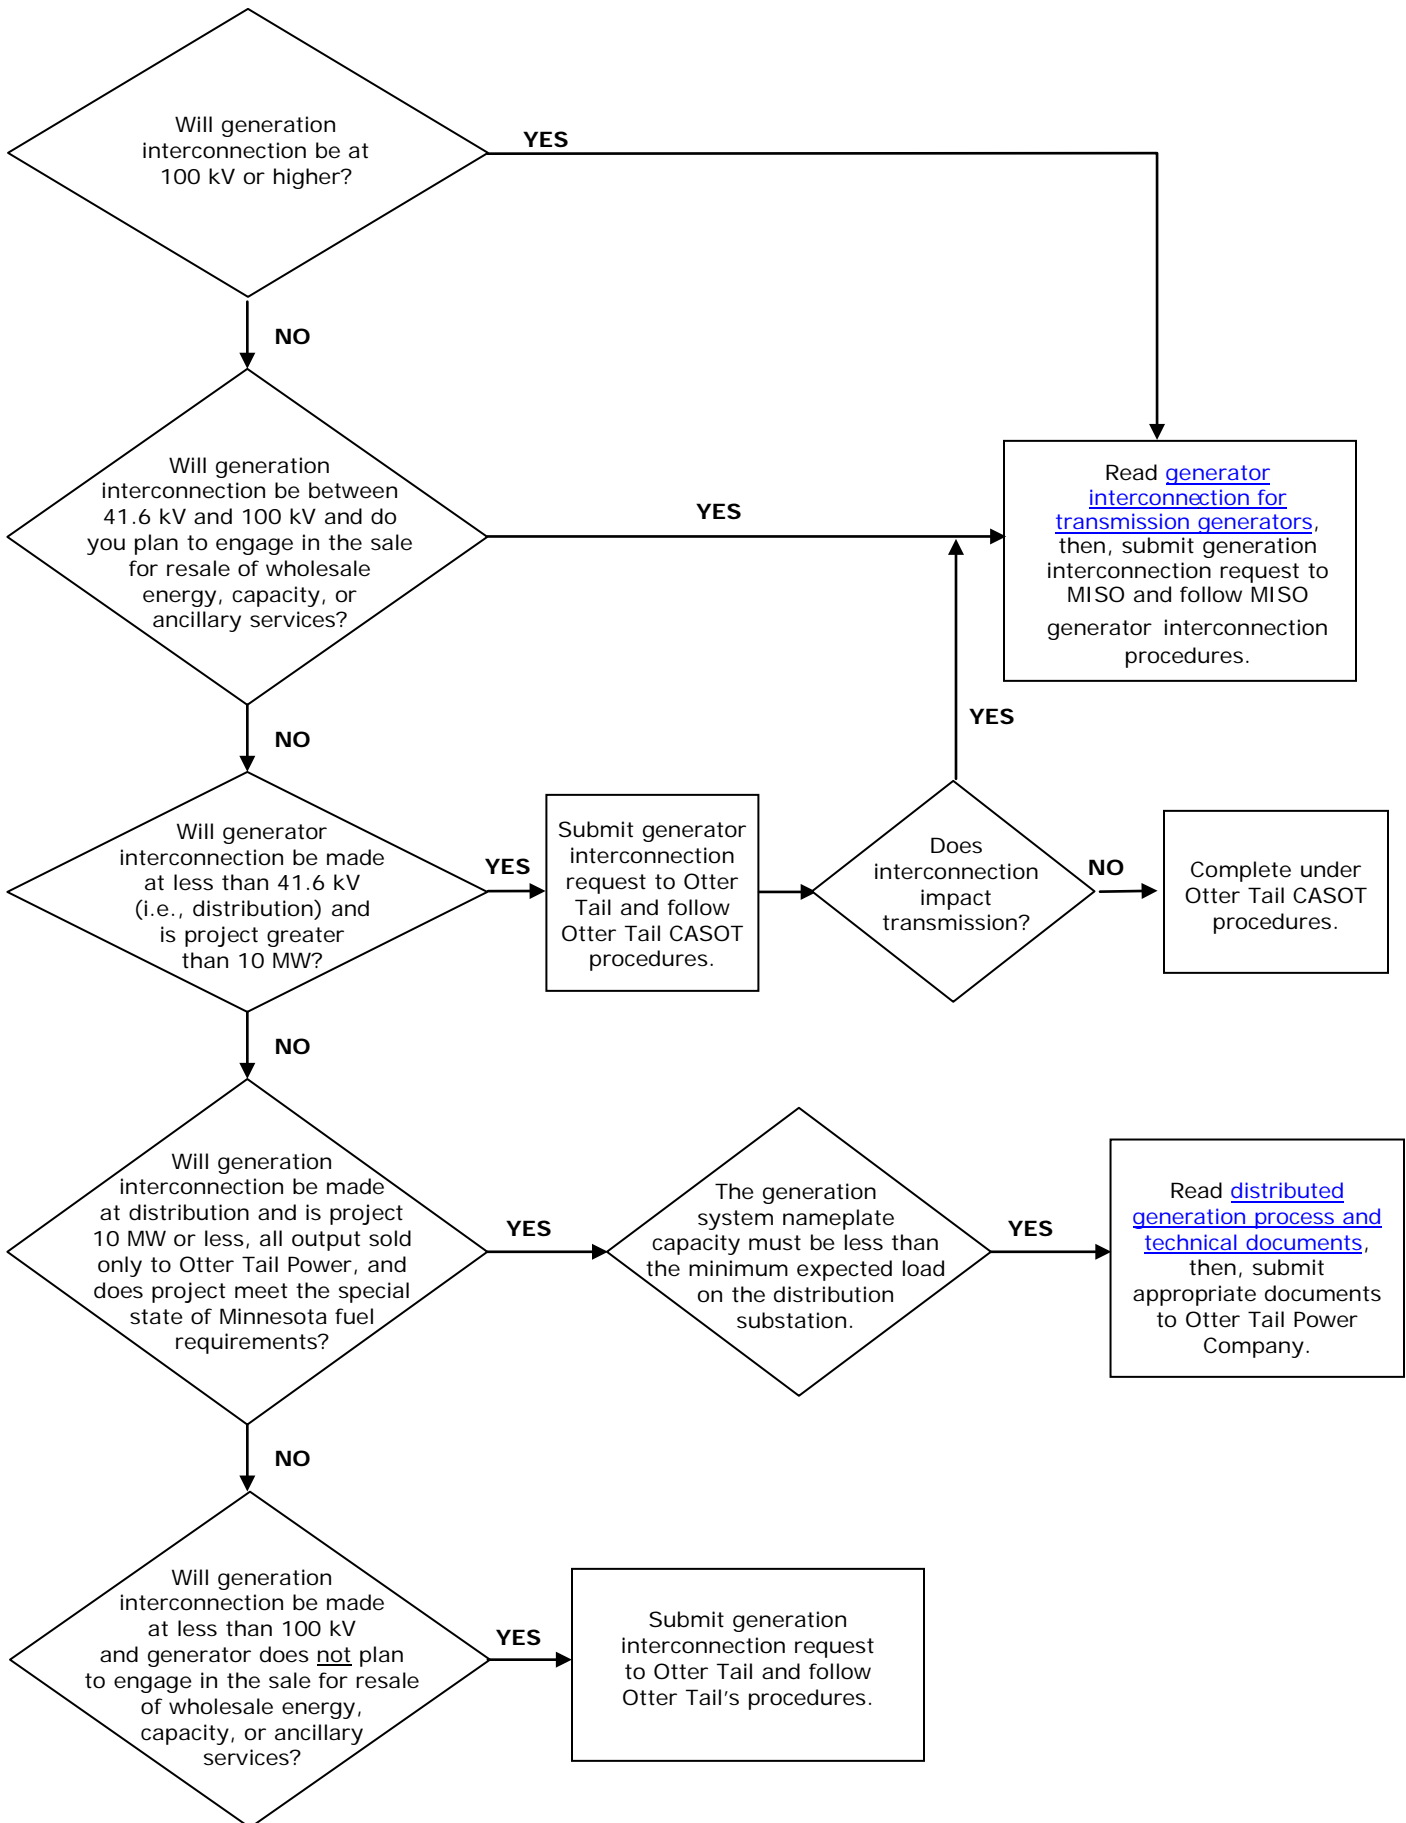 Will generation
interconnection be at
100 kV or higher?
YES
NO
Will generation
interconnection be between
41.6 kV and 100 kV and do
you plan to engage in the sale
for resale of wholesale
energy, capacity, or
ancillary services?
YES
Read generator
interconnection for
transmission generators,
then, submit generation
interconnection request to
MISO and follow MISO
generator interconnection
procedures.
NO
YES
Will generator
interconnection be made
at less than 41.6 kV
(i.e., distribution) and
is project greater
than 10 MW?
YES
Submit generator
interconnection
request to Otter
Tail and follow
Otter Tail CASOT
procedures.
Does
interconnection
impact
transmission?
NO
Complete under
Otter Tail CASOT
procedures.
NO
Will generation
interconnection be made
at distribution and is project
10 MW or less, all output sold
only to Otter Tail Power, and
does project meet the special
state of Minnesota fuel
requirements?
YES
The generation
system nameplate
capacity must be less than
the minimum expected load
on the distribution
substation.
YES
Read distributed
generation process and
technical documents,
then, submit
appropriate documents
to Otter Tail Power
Company.
NO
Will generation
interconnection be made
at less than 100 kV
and generator does not plan
to engage in the sale for resale
of wholesale energy,
capacity, or ancillary
services?
YES
Submit generation
interconnection request
to Otter Tail and follow
Otter Tail's procedures.